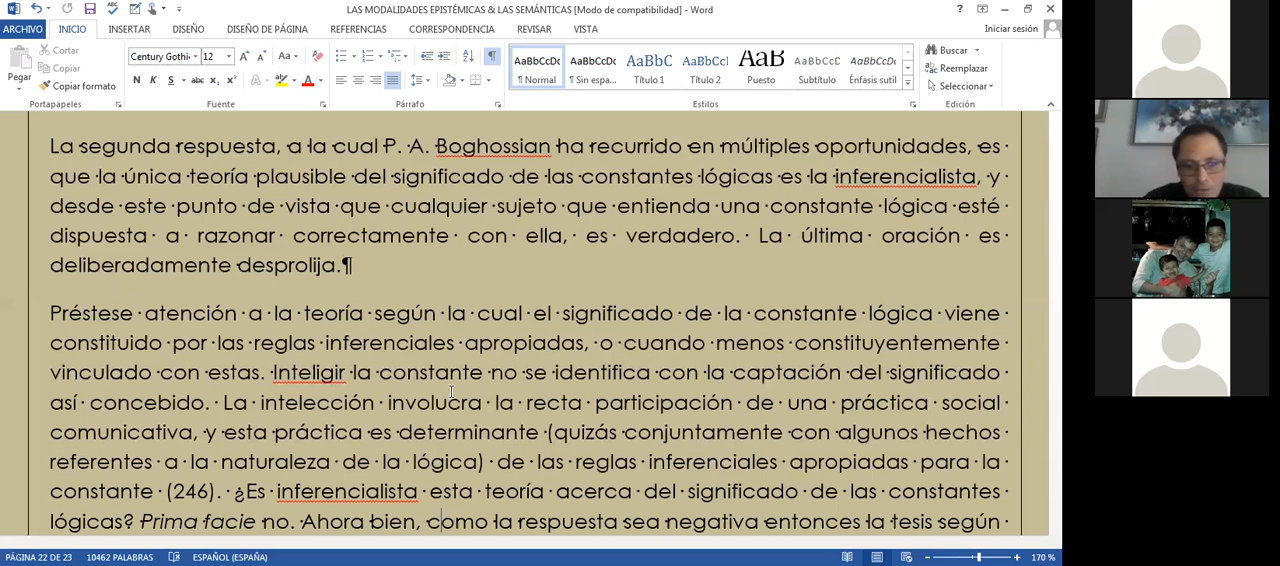 LAS MODALIDADES EPISTÉMICAS & LAS SEMÁNTICAS [Modo de compatibilidad] - Word
ARCHIVO INICIO INSERTAR DISEÑO DISEÑO DE PÁGINA REFERENCIAS CORRESPONDENCIA REVISAR VISTA Iniciar sesión
Pegar
Cortar
Copiar
Copiar formato
Portapapeles
Century Gothi 12
N K S abc x₂ x²
Fuente
Párrafo
AaBbCcDc AaBbCcDc AaBbC AaBbCcl AaB AaBbCcD AaBbCcDc
¶ Normal ¶ Sin espa... Título 1 Título 2 Puesto Subtítulo Énfasis sutil
Estilos
Buscar
Reemplazar
Seleccionar
Edición
La segunda respuesta, a la cual P. A. Boghossian ha recurrido en múltiples oportunidades, es
que la única teoría plausible del significado de las constantes lógicas es la inferencialista, y
desde este punto de vista que cualquier sujeto que entienda una constante lógica esté
dispuesta a razonar correctamente con ella, es verdadero. La última oración es
deliberadamente desprolija.¶
Préstese atención a la teoría según la cual el significado de la constante lógica viene
constituido por las reglas inferenciales apropiadas, o cuando menos constituyentemente
vinculado con estas. Inteligir la constante no se identifica con la captación del significado
así concebido. La intelección involucra la recta participación de una práctica social
comunicativa, y esta práctica es determinante (quizás conjuntamente con algunos hechos
referentes a la naturaleza de la lógica) de las reglas inferenciales apropiadas para la
constante (246). ¿Es inferencialista esta teoría acerca del significado de las constantes
lógicas? Prima facie no. Ahora bien, como la respuesta sea negativa entonces la tesis según
PÁGINA 22 DE 23 10462 PALABRAS ESPAÑOL (ESPAÑA) 170 %